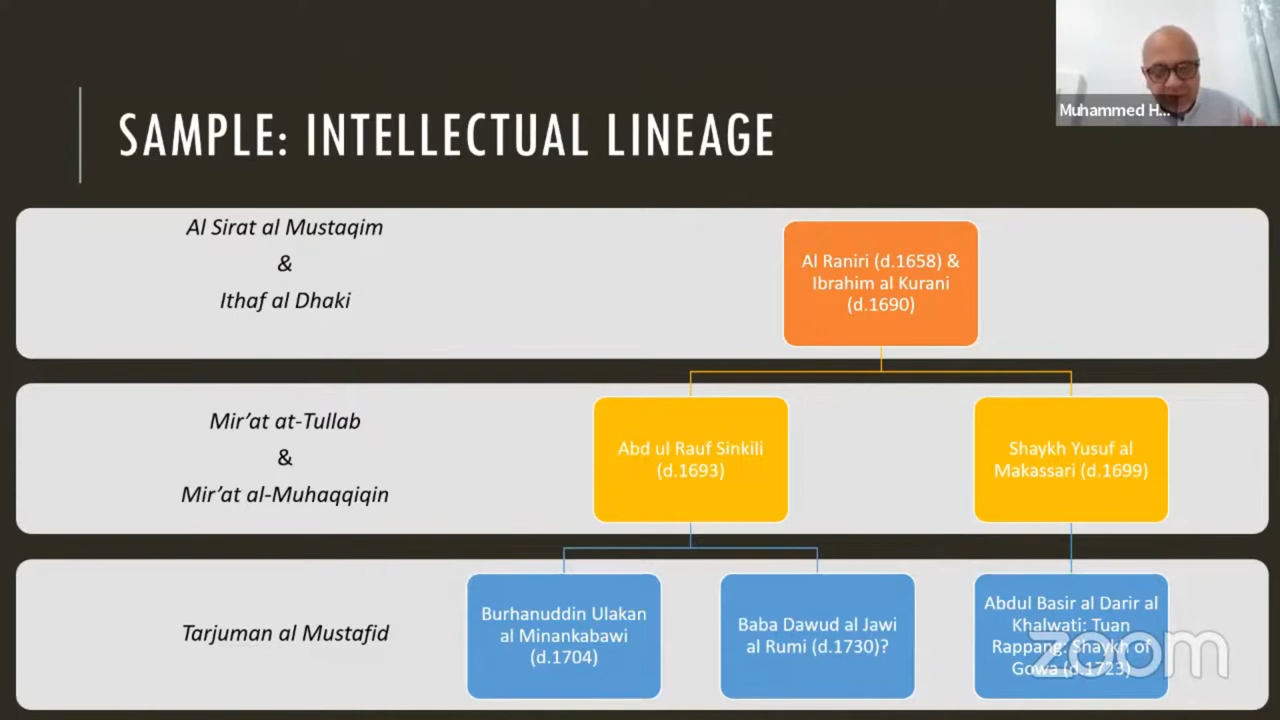 Muhammed H...
SAMPLE: INTELLECTUAL LINEAGE
Al Sirat al Mustaqim
&
Ithaf al Dhaki
Al Raniri (d.1658) &
Ibrahim al Kurani
(d.1690)
Mir’at at-Tullab
&
Mir’at al-Muhaqqiqin
Abd ul Rauf Sinkili
(d.1693)
Shaykh Yusuf al
Makassari (d.1699)
Tarjuman al Mustafid
Burhanuddin Ulakan
al Minankabawi
(d.1704)
Baba Dawud al Jawi
al Rumi (d.1730)?
Abdul Basir al Darir al
Khalwati: Tuan
Rappang: Shaykh of
Gowa (d.1723)
zoom